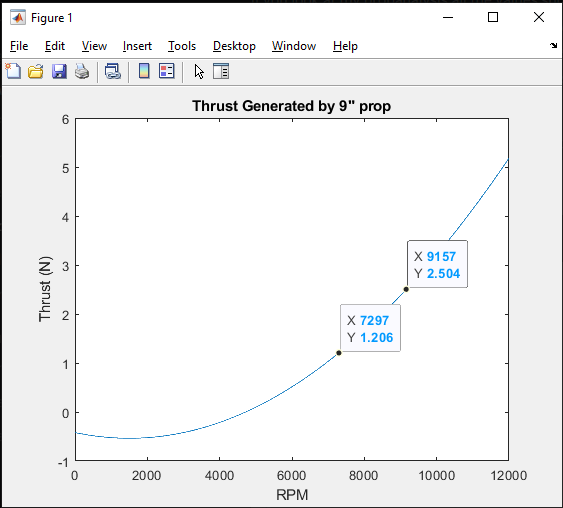 Figure 1
File Edit View Insert Tools Desktop Window Help
Thrust Generated by 9" prop
6
5
4
3
2
1
0
-1
Thrust (N)
X 9157
Y 2.504
X 7297
Y 1.206
0 2000 4000 6000 8000 10000 12000
RPM